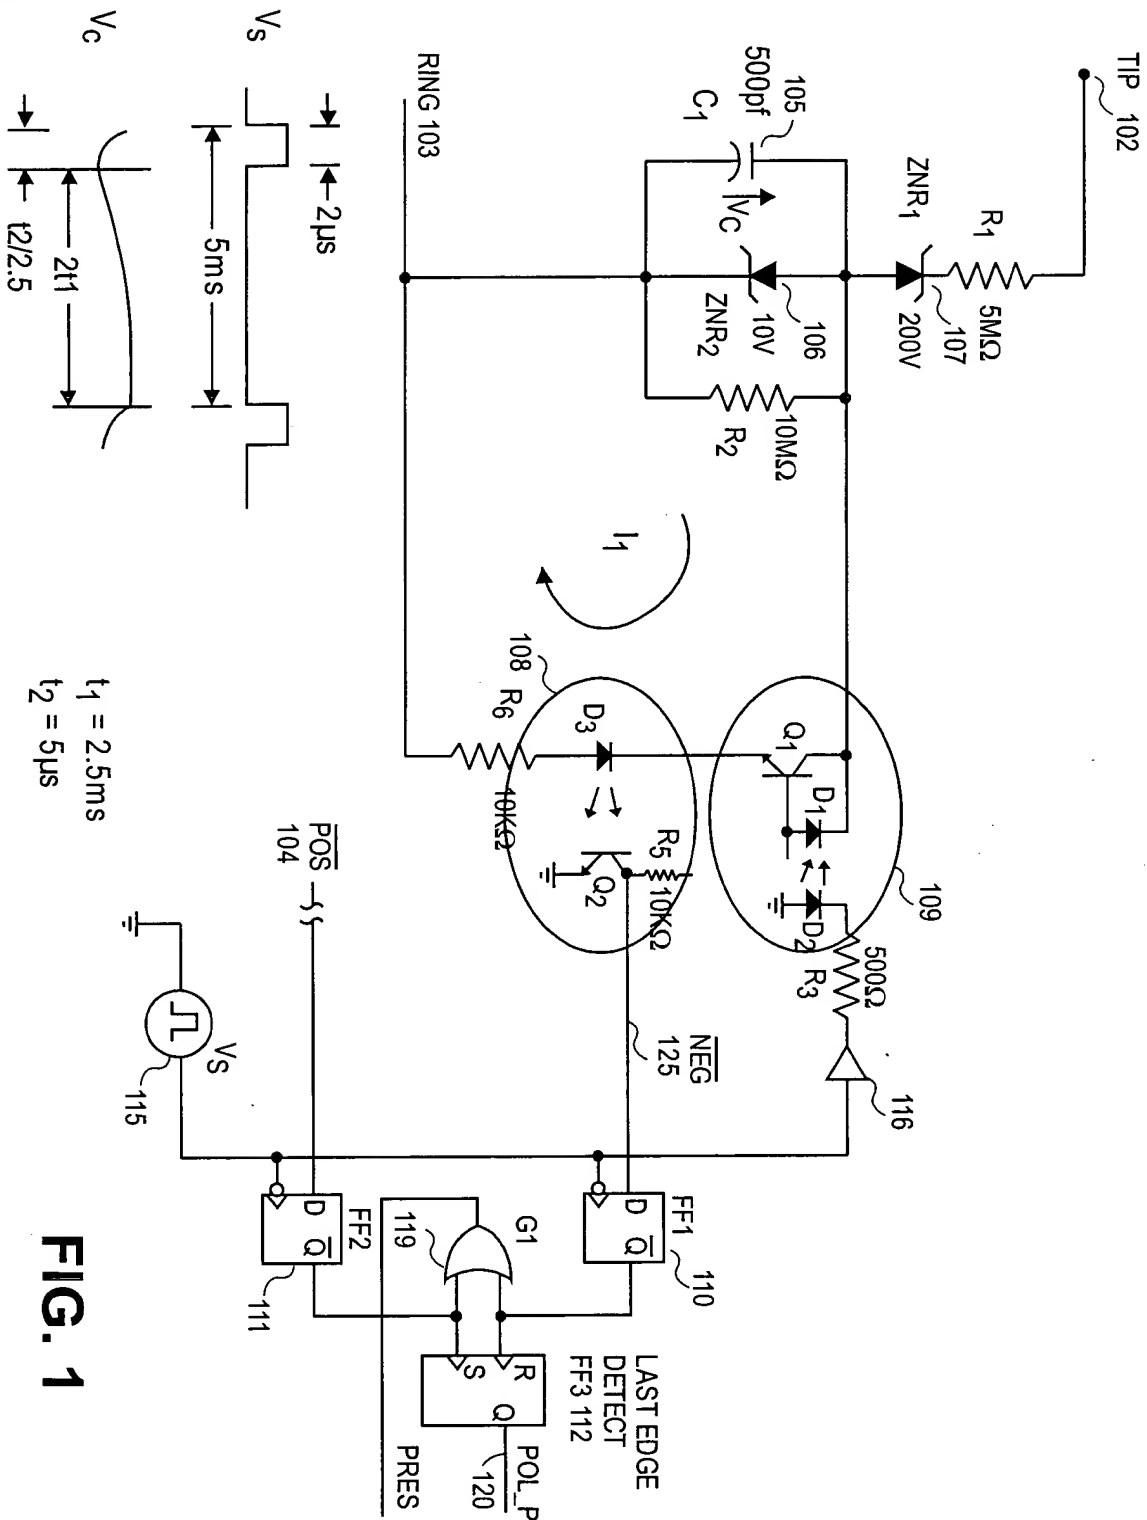 TIP 102
R1
5MΩ
ZNR1
107
200V
105
500pf
C1
VC
106
10V
ZNR2
10MΩ
R2
RING 103
I1
109
Q1
D1
D2
500Ω
R3
116
108
D3
R6
10KΩ
R5
10KΩ
Q2
NEG
125
POS
104
VS
115
FF1
D Q
110
FF2
D Q
111
G1
119
LAST EDGE
DETECT
FF3 112
R
S
Q
POL_P
120
PRES
VS
2µs
5ms
VC
2t1
t2/2.5
t1 = 2.5ms
t2 = 5µs
FIG. 1